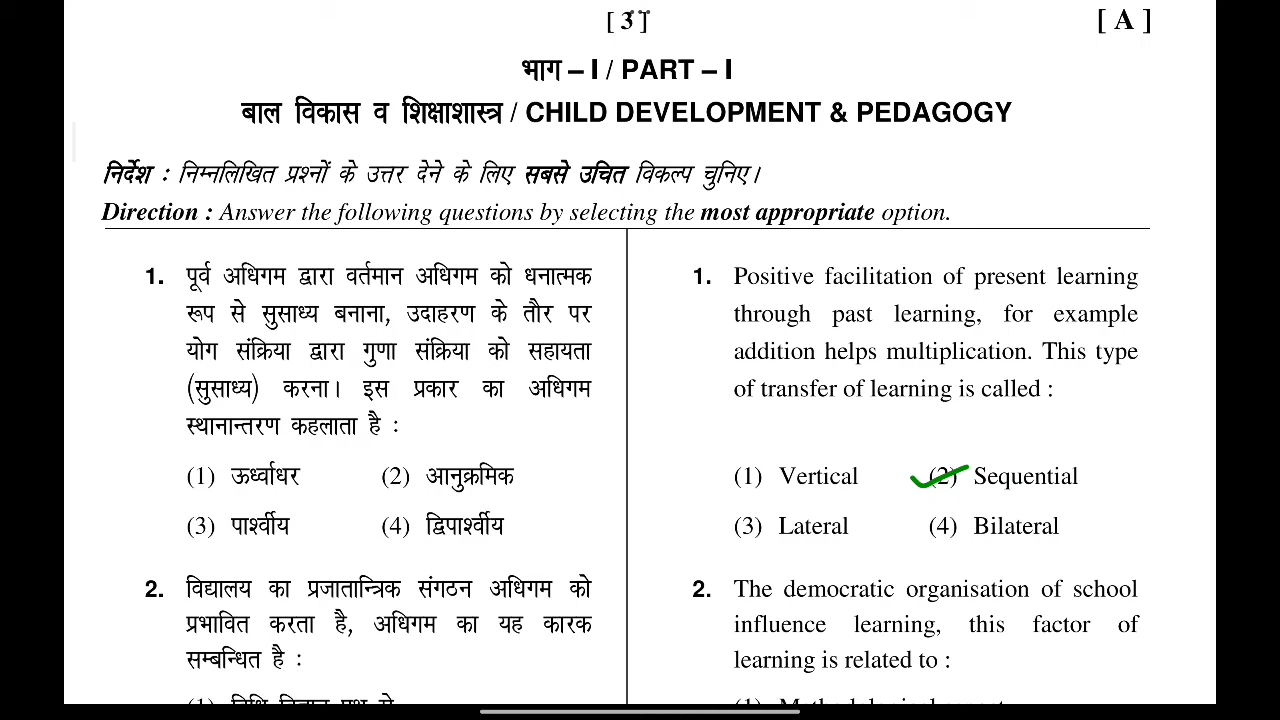 [ 3 ]
[ A ]
भाग – I / PART – I
बाल विकास व शिक्षाशास्त्र / CHILD DEVELOPMENT & PEDAGOGY
निर्देश : निम्नलिखित प्रश्नों के उत्तर देने के लिए सबसे उचित विकल्प चुनिए।
Direction : Answer the following questions by selecting the most appropriate option.
1. पूर्व अधिगम द्वारा वर्तमान अधिगम को धनात्मक
रूप से सुसाध्य बनाना, उदाहरण के तौर पर
योग संक्रिया द्वारा गुणा संक्रिया को सहायता
(सुसाध्य) करना। इस प्रकार का अधिगम
स्थानान्तरण कहलाता है :
(1) ऊर्ध्वाधर (2) आनुक्रमिक
(3) पार्श्वीय (4) द्विपार्श्वीय
2. विद्यालय का प्रजातान्त्रिक संगठन अधिगम को
प्रभावित करता है, अधिगम का यह कारक
सम्बन्धित है :
1. Positive facilitation of present learning
through past learning, for example
addition helps multiplication. This type
of transfer of learning is called :
(1) Vertical (2) Sequential
(3) Lateral (4) Bilateral
2. The democratic organisation of school
influence learning, this factor of
learning is related to :